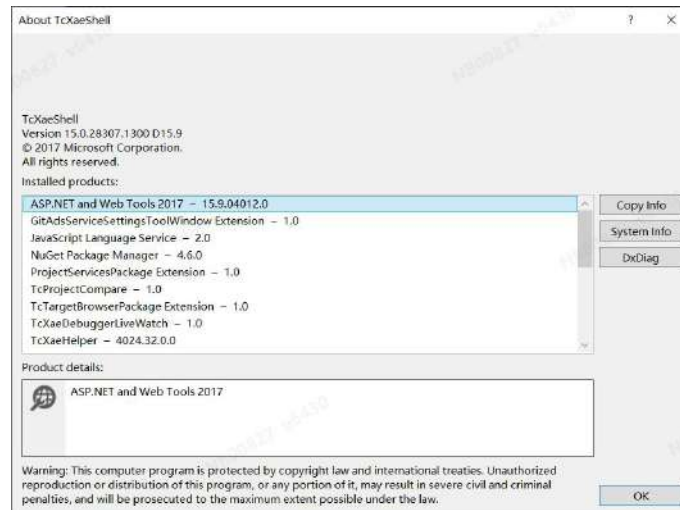 About TcXaeShell
?
×
TcXaeShell
Version 15.0.28307.1300 D15.9
© 2017 Microsoft Corporation.
All rights reserved.
Installed products:
ASP.NET and Web Tools 2017 – 15.9.04012.0
GitAdsServiceSettingsToolWindow Extension – 1.0
JavaScript Language Service – 2.0
NuGet Package Manager – 4.6.0
ProjectServicesPackage Extension – 1.0
TcProjectCompare – 1.0
TcTargetBrowserPackage Extension – 1.0
TcXaeDebuggerLiveWatch – 1.0
TcXaeHelper – 4024.32.0.0
Copy Info
System Info
DxDiag
Product details:
ASP.NET and Web Tools 2017
Warning: This computer program is protected by copyright law and international treaties. Unauthorized
reproduction or distribution of this program, or any portion of it, may result in severe civil and criminal
penalties, and will be prosecuted to the maximum extent possible under the law.
OK